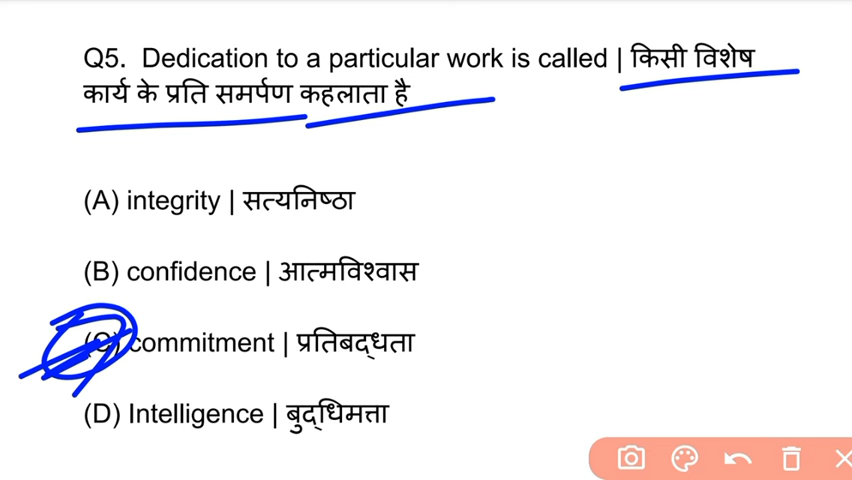 Q5. Dedication to a particular work is called | किसी विशेष
कार्य के प्रति समर्पण कहलाता है
(A) integrity | सत्यनिष्ठा
(B) confidence | आत्मविश्वास
(C) commitment | प्रतिबद्धता
(D) Intelligence | बुद्धिमत्ता